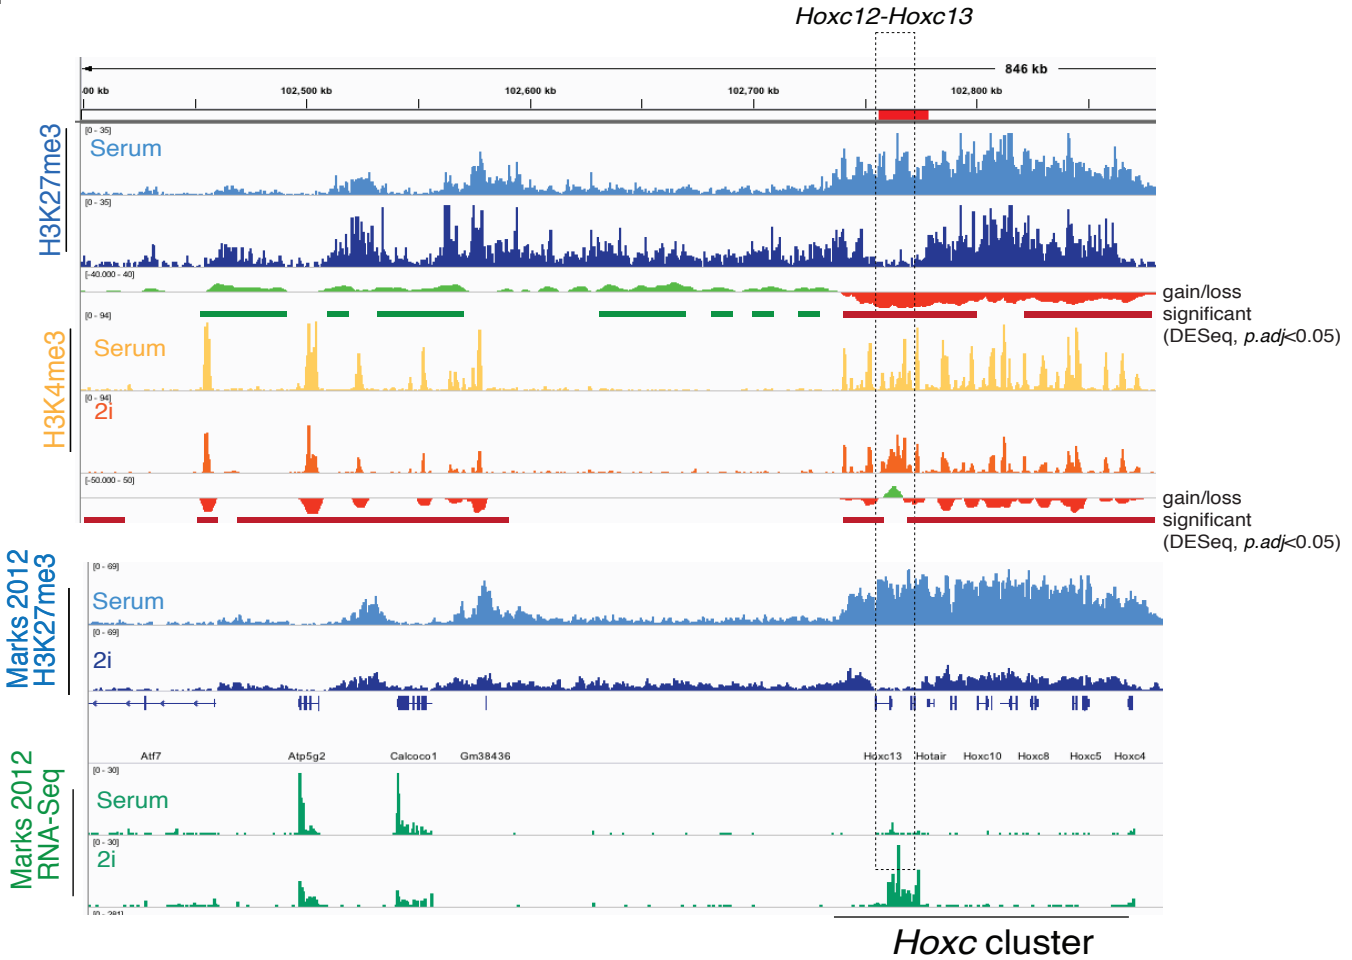 Hoxc12-Hoxc13
846 kb
00 kb
102,500 kb
102,600 kb
102,700 kb
102,800 kb
H3K27me3
[0 - 35]
Serum
[0 - 35]
[-40.000 - 40]
gain/loss
significant
(DESeq, p.adj<0.05)
H3K4me3
[0 - 94]
Serum
[0 - 94]
2i
[-50.000 - 50]
gain/loss
significant
(DESeq, p.adj<0.05)
Marks 2012
H3K27me3
[0 - 69]
Serum
[0 - 69]
2i
Atf7
Atp5g2
Calcoco1
Gm38436
Hoxc13
Hotair
Hoxc10
Hoxc8
Hoxc5
Hoxc4
Marks 2012
RNA-Seq
[0 - 30]
Serum
[0 - 30]
2i
Hoxc cluster